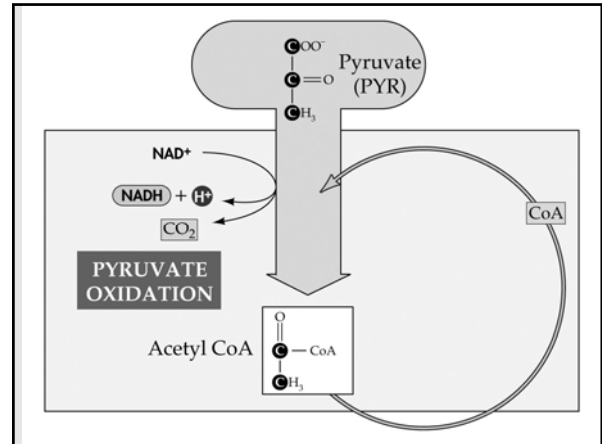 COO⁻
C=O
CH₃
Pyruvate
(PYR)
NAD⁺
NADH + H⁺
CO₂
CoA
PYRUVATE
OXIDATION
Acetyl CoA
O
C — CoA
CH₃